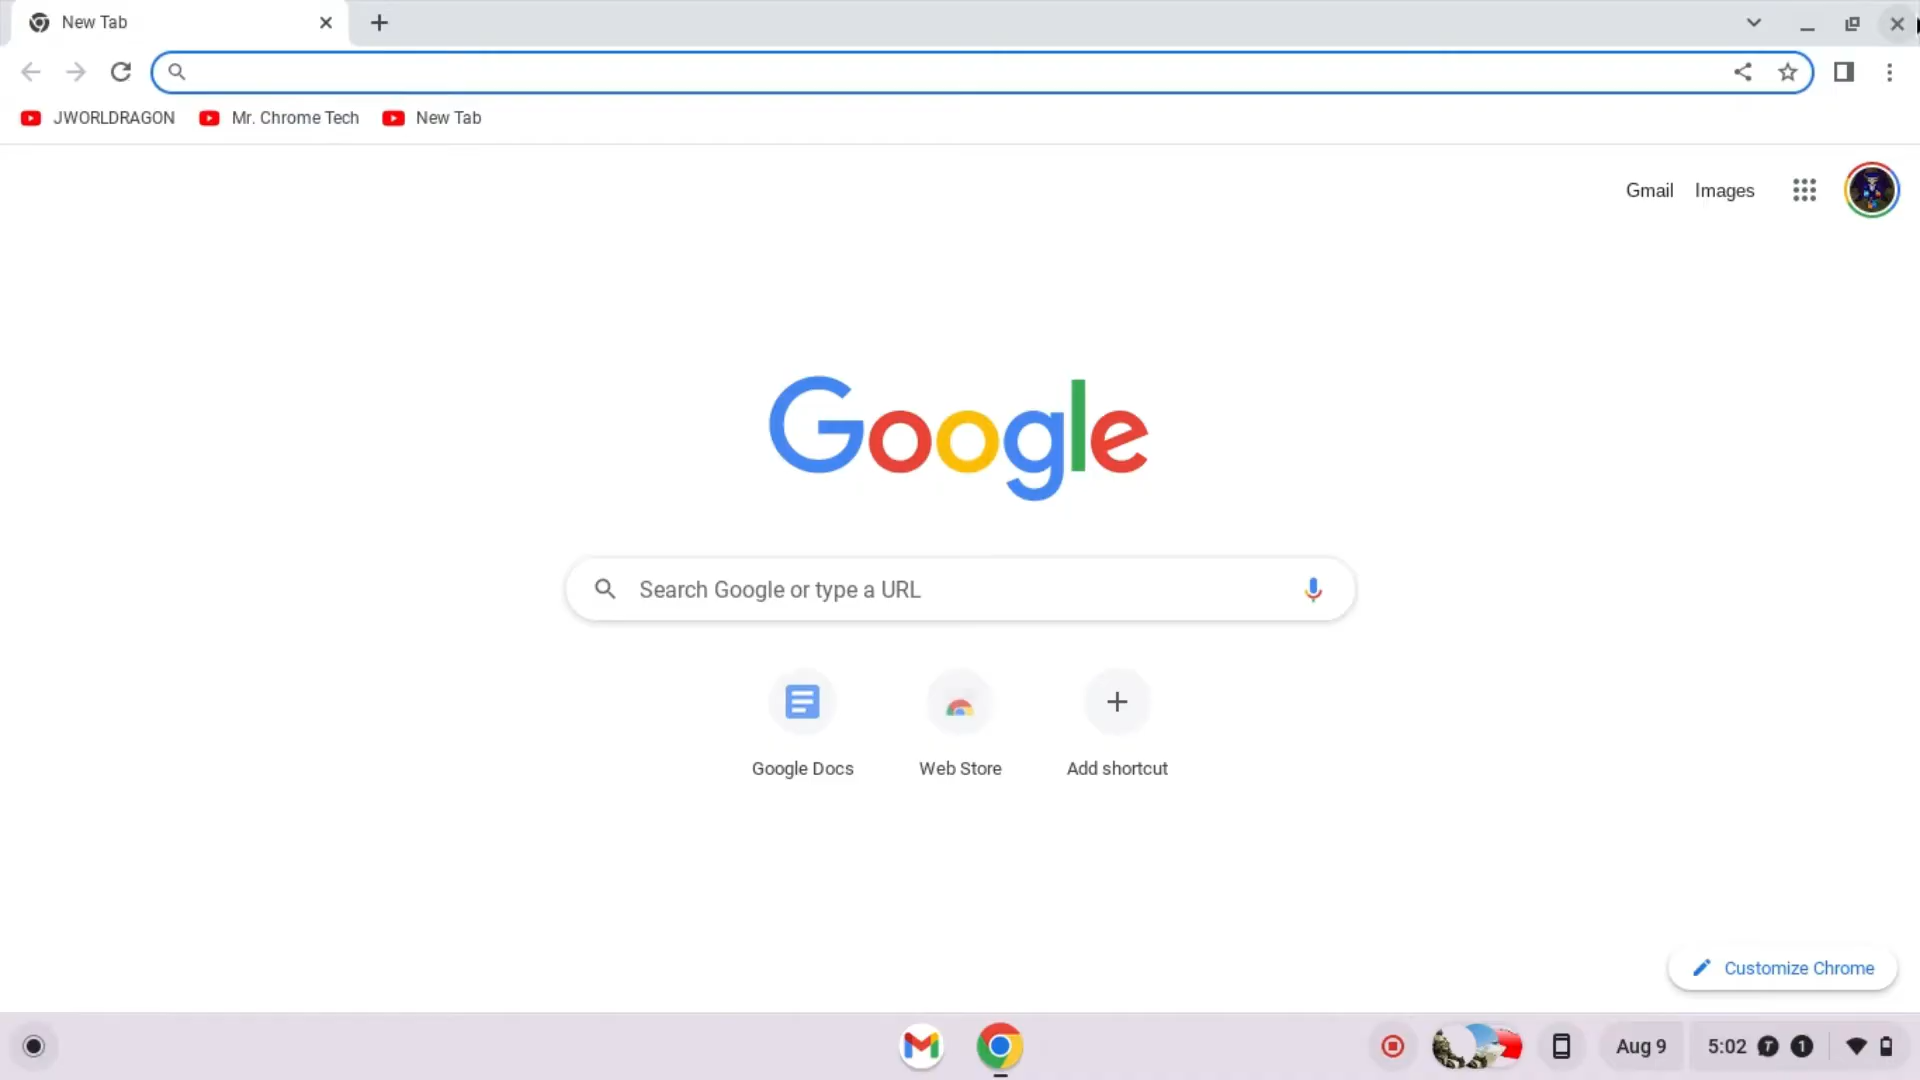 New Tab
JWORLDRAGON Mr. Chrome Tech New Tab
Gmail Images
Google
Search Google or type a URL
Google Docs Web Store Add shortcut
Customize Chrome
Aug 9 5:02 T 1